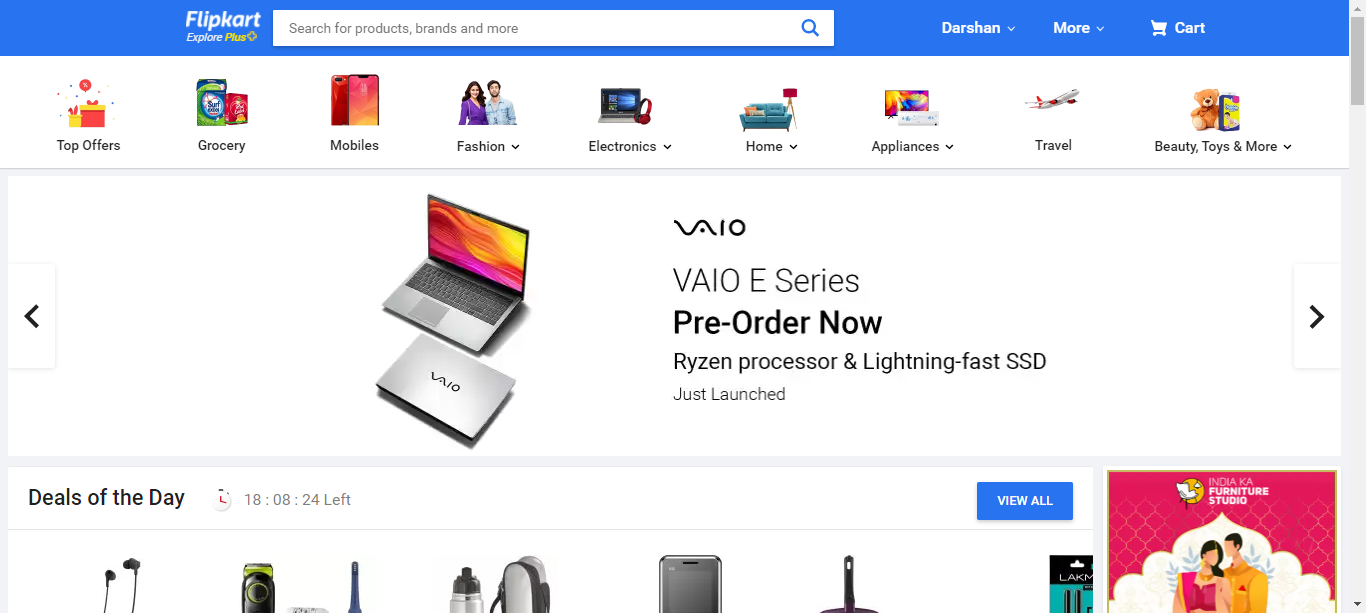 Flipkart
Explore Plus
Search for products, brands and more
Darshan
More
Cart
Top Offers
Grocery
Mobiles
Fashion
Electronics
Home
Appliances
Travel
Beauty, Toys & More
VAIO
VAIO E Series
Pre-Order Now
Ryzen processor & Lightning-fast SSD
Just Launched
VAIO
Deals of the Day
18 : 08 : 24 Left
VIEW ALL
INDIA KA
FURNITURE
STUDIO